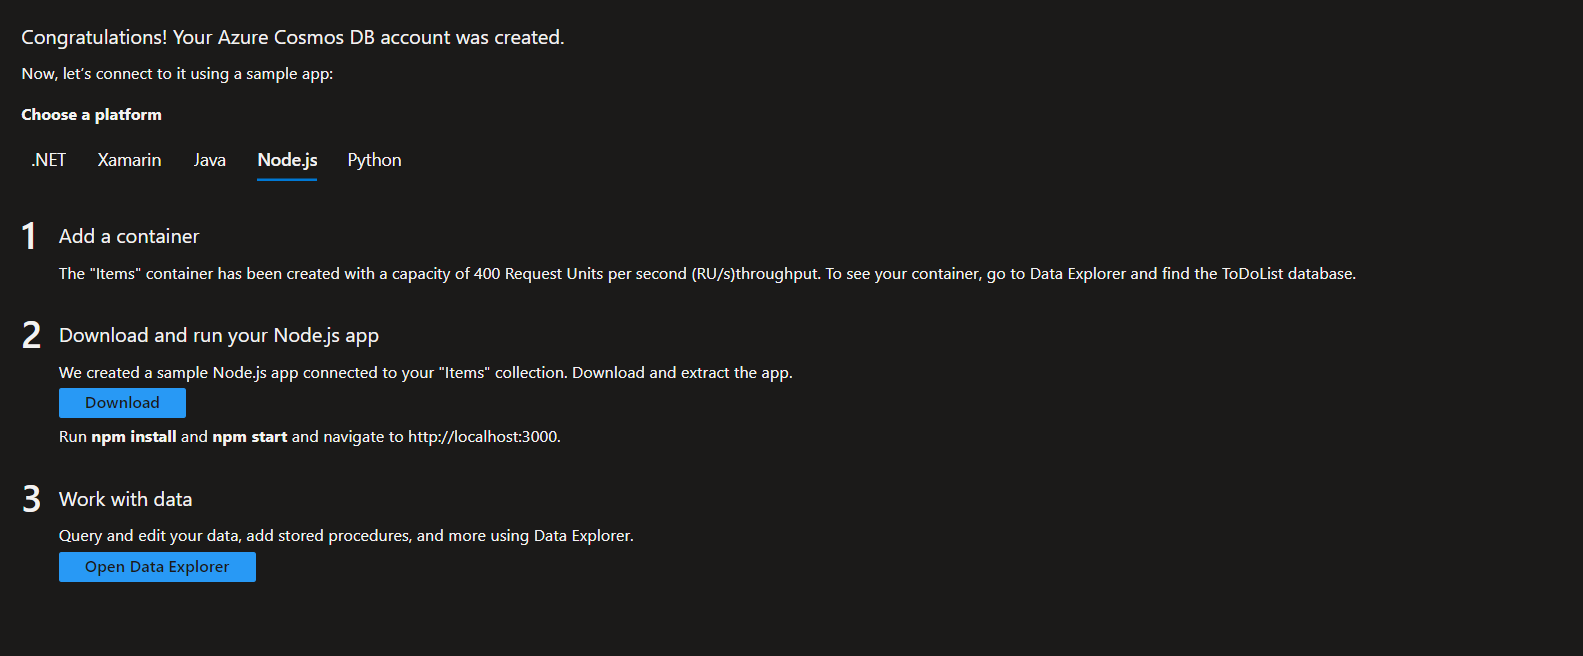 Congratulations! Your Azure Cosmos DB account was created.
Now, let’s connect to it using a sample app:
Choose a platform
.NET Xamarin Java Node.js Python
1 Add a container
The "Items" container has been created with a capacity of 400 Request Units per second (RU/s)throughput. To see your container, go to Data Explorer and find the ToDoList database.
2 Download and run your Node.js app
We created a sample Node.js app connected to your "Items" collection. Download and extract the app.
Download
Run npm install and npm start and navigate to http://localhost:3000.
3 Work with data
Query and edit your data, add stored procedures, and more using Data Explorer.
Open Data Explorer